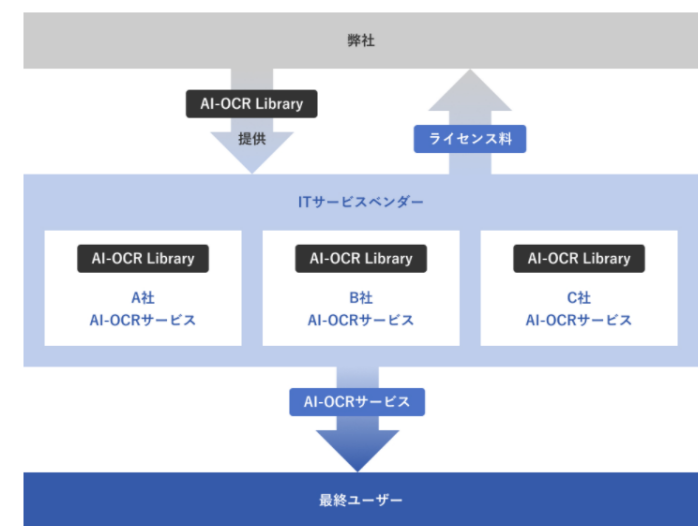 弊社
AI-OCR Library
提供
ライセンス料
ITサービスベンダー
AI-OCR Library
A社
AI-OCRサービス
AI-OCR Library
B社
AI-OCRサービス
AI-OCR Library
C社
AI-OCRサービス
AI-OCRサービス
最終ユーザー